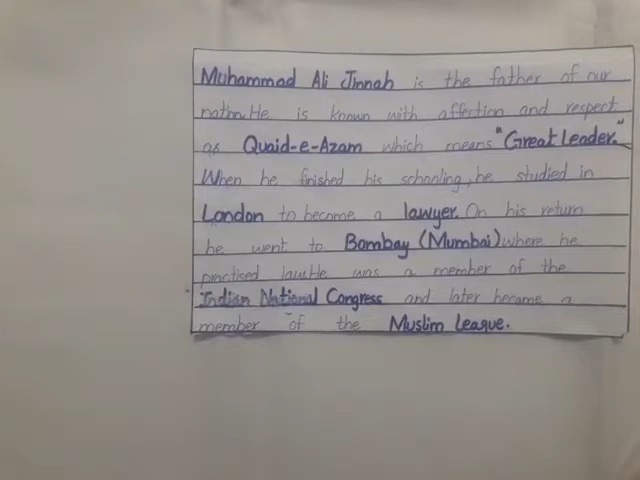 Muhammad Ali Jinnah is the father of our
nation.He is known with affection and respect
as Quaid-e-Azam which means "Great Leader."
When he finished his schooling, he studied in
London to become a lawyer. On his return
he went to Bombay (Mumbai) where he
practised law.He was a member of the
Indian National Congress and later became a
member of the Muslim League.